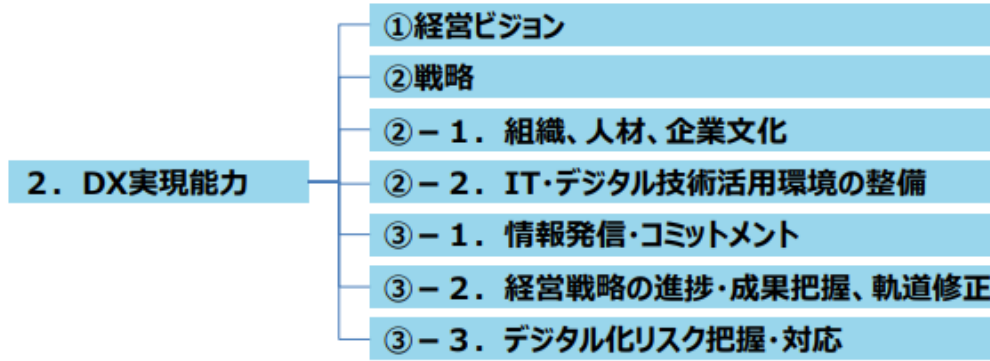 ①経営ビジョン
②戦略
②－１．組織、人材、企業文化
２．DX実現能力
②－２．IT･デジタル技術活用環境の整備
③－１．情報発信･コミットメント
③－２．経営戦略の進捗･成果把握、軌道修正
③－３．デジタル化リスク把握･対応